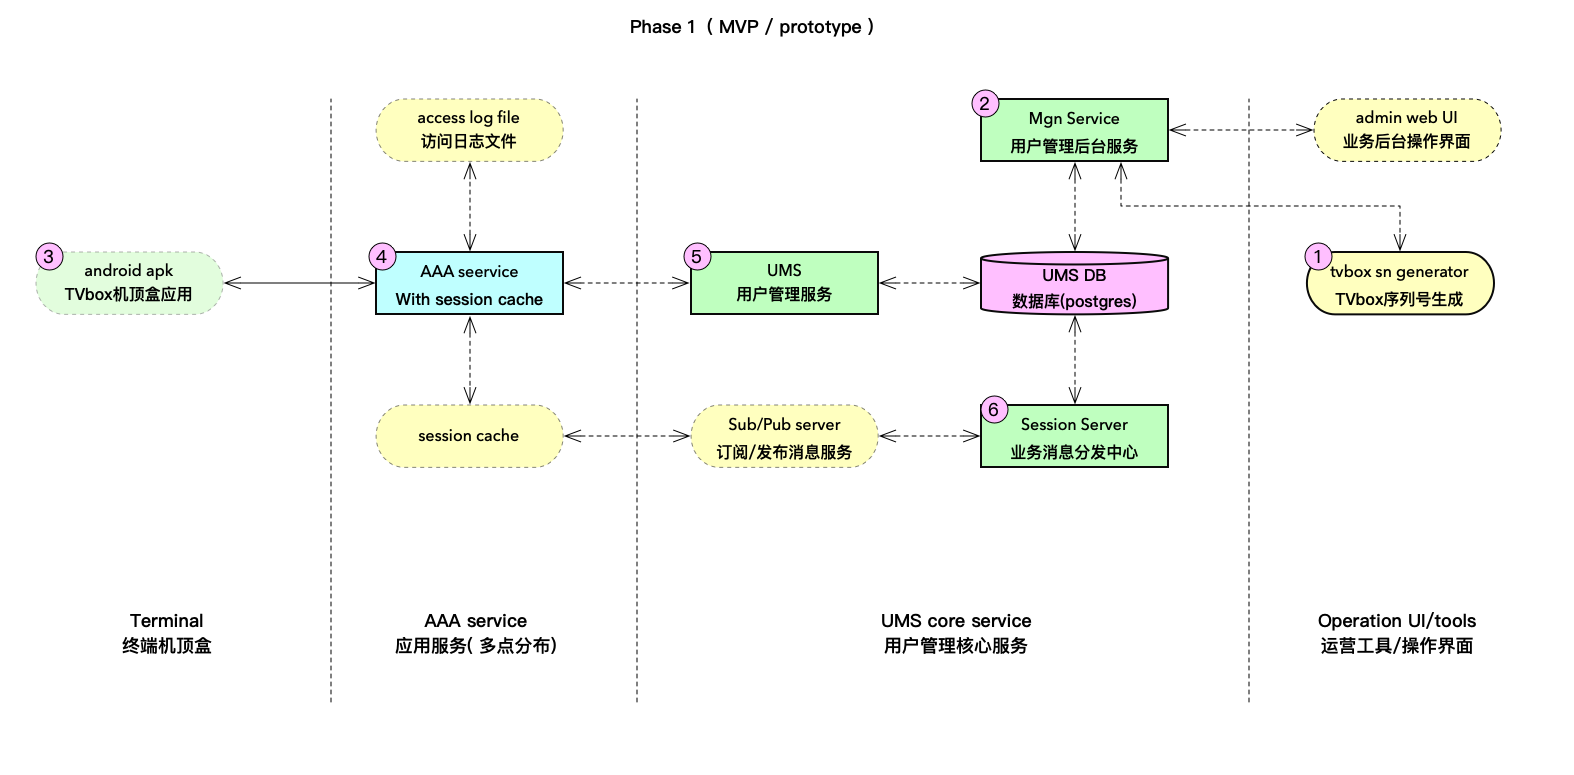 Phase 1（ MVP / prototype ）
access log file
访问日志文件
2
Mgn Service
用户管理后台服务
admin web UI
业务后台操作界面
3
android apk
TVbox机顶盒应用
4
AAA seervice
With session cache
5
UMS
用户管理服务
UMS DB
数据库(postgres)
1
tvbox sn generator
TVbox序列号生成
session cache
Sub/Pub server
订阅/发布消息服务
6
Session Server
业务消息分发中心
Terminal
终端机顶盒
AAA service
应用服务( 多点分布)
UMS core service
用户管理核心服务
Operation UI/tools
运营工具/操作界面